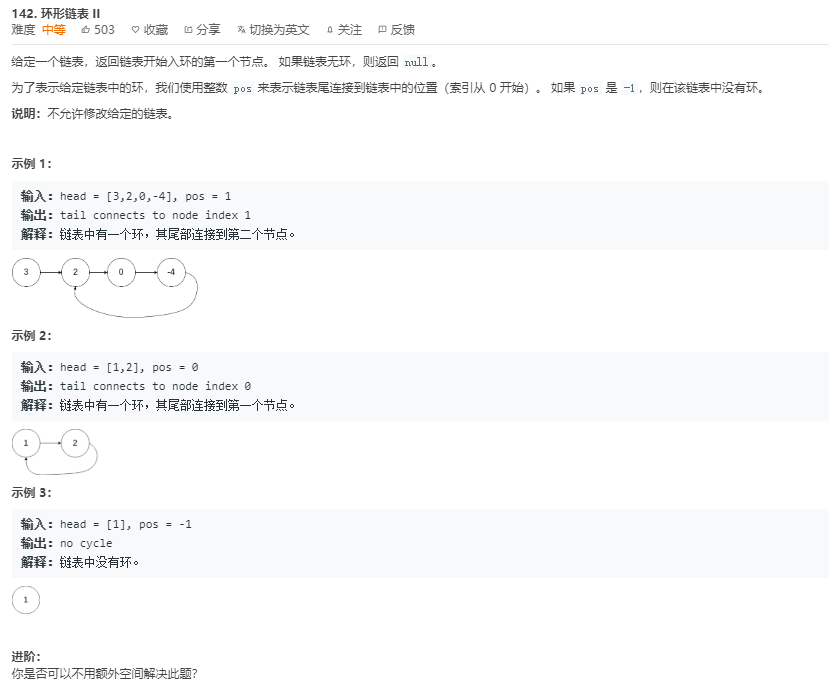 142. 环形链表 II
难度 中等 503 收藏 分享 切换为英文 关注 反馈
给定一个链表，返回链表开始入环的第一个节点。 如果链表无环，则返回 null。
为了表示给定链表中的环，我们使用整数 pos 来表示链表尾连接到链表中的位置（索引从 0 开始）。 如果 pos 是 -1，则在该链表中没有环。
说明：不允许修改给定的链表。
示例 1：
输入：head = [3,2,0,-4], pos = 1
输出：tail connects to node index 1
解释：链表中有一个环，其尾部连接到第二个节点。
3 2 0 -4
示例 2：
输入：head = [1,2], pos = 0
输出：tail connects to node index 0
解释：链表中有一个环，其尾部连接到第一个节点。
1 2
示例 3：
输入：head = [1], pos = -1
输出：no cycle
解释：链表中没有环。
1
进阶：
你是否可以不用额外空间解决此题？